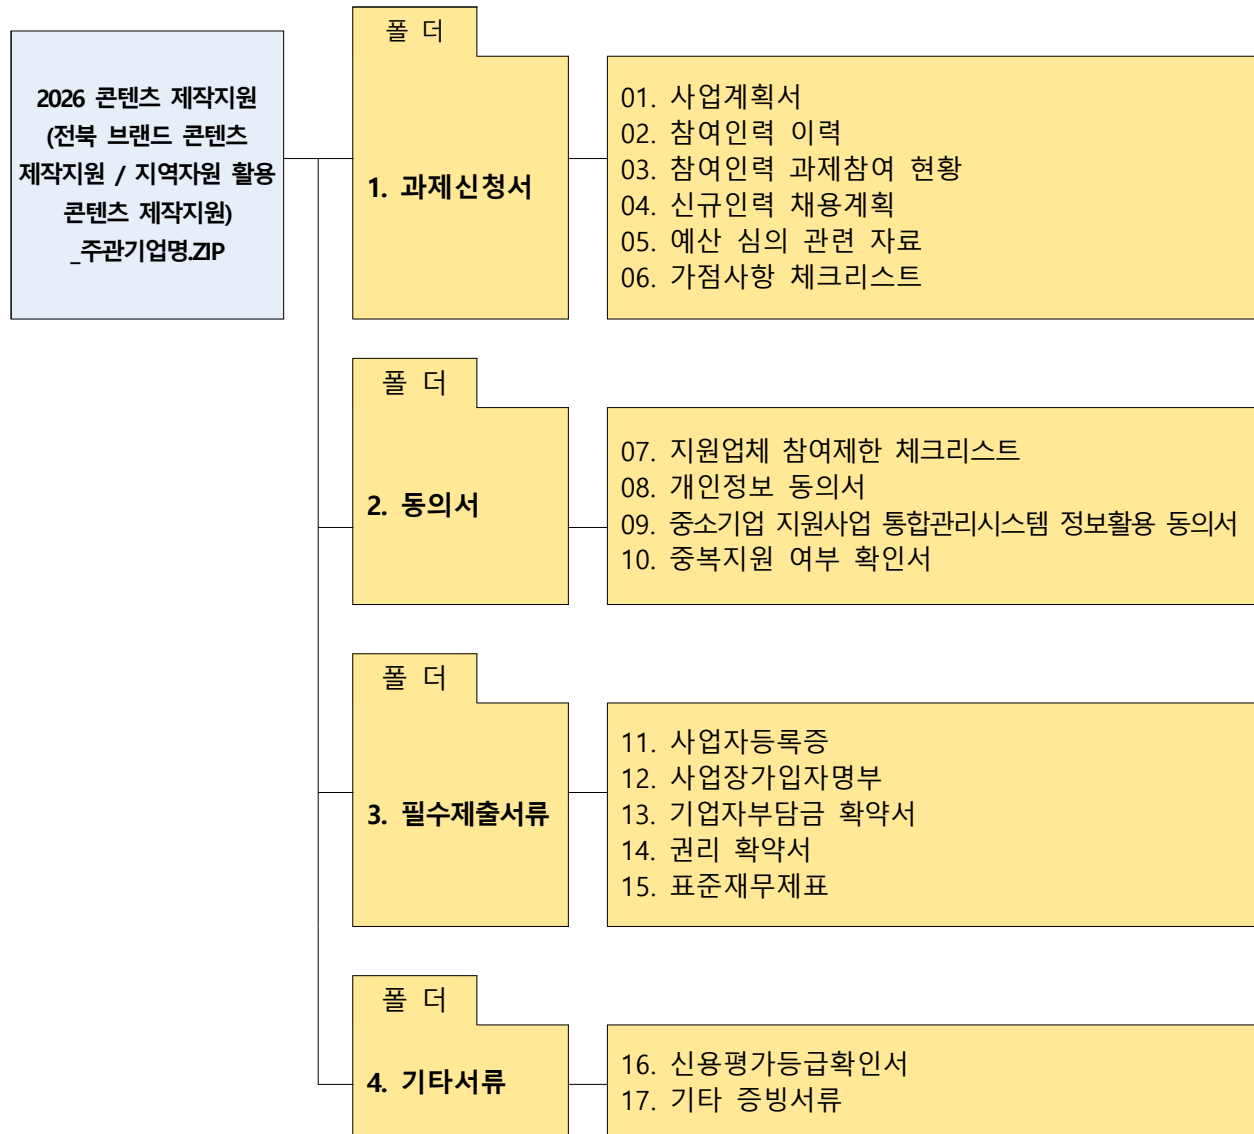 2026 콘텐츠 제작지원
(전북 브랜드 콘텐츠
제작지원 / 지역자원 활용
콘텐츠 제작지원)
_주관기업명.ZIP
폴 더
1. 과제신청서
01. 사업계획서
02. 참여인력 이력
03. 참여인력 과제참여 현황
04. 신규인력 채용계획
05. 예산 심의 관련 자료
06. 가점사항 체크리스트
폴 더
2. 동의서
07. 지원업체 참여제한 체크리스트
08. 개인정보 동의서
09. 중소기업 지원사업 통합관리시스템 정보활용 동의서
10. 중복지원 여부 확인서
폴 더
3. 필수제출서류
11. 사업자등록증
12. 사업장가입자명부
13. 기업자부담금 확약서
14. 권리 확약서
15. 표준재무제표
폴 더
4. 기타서류
16. 신용평가등급확인서
17. 기타 증빙서류